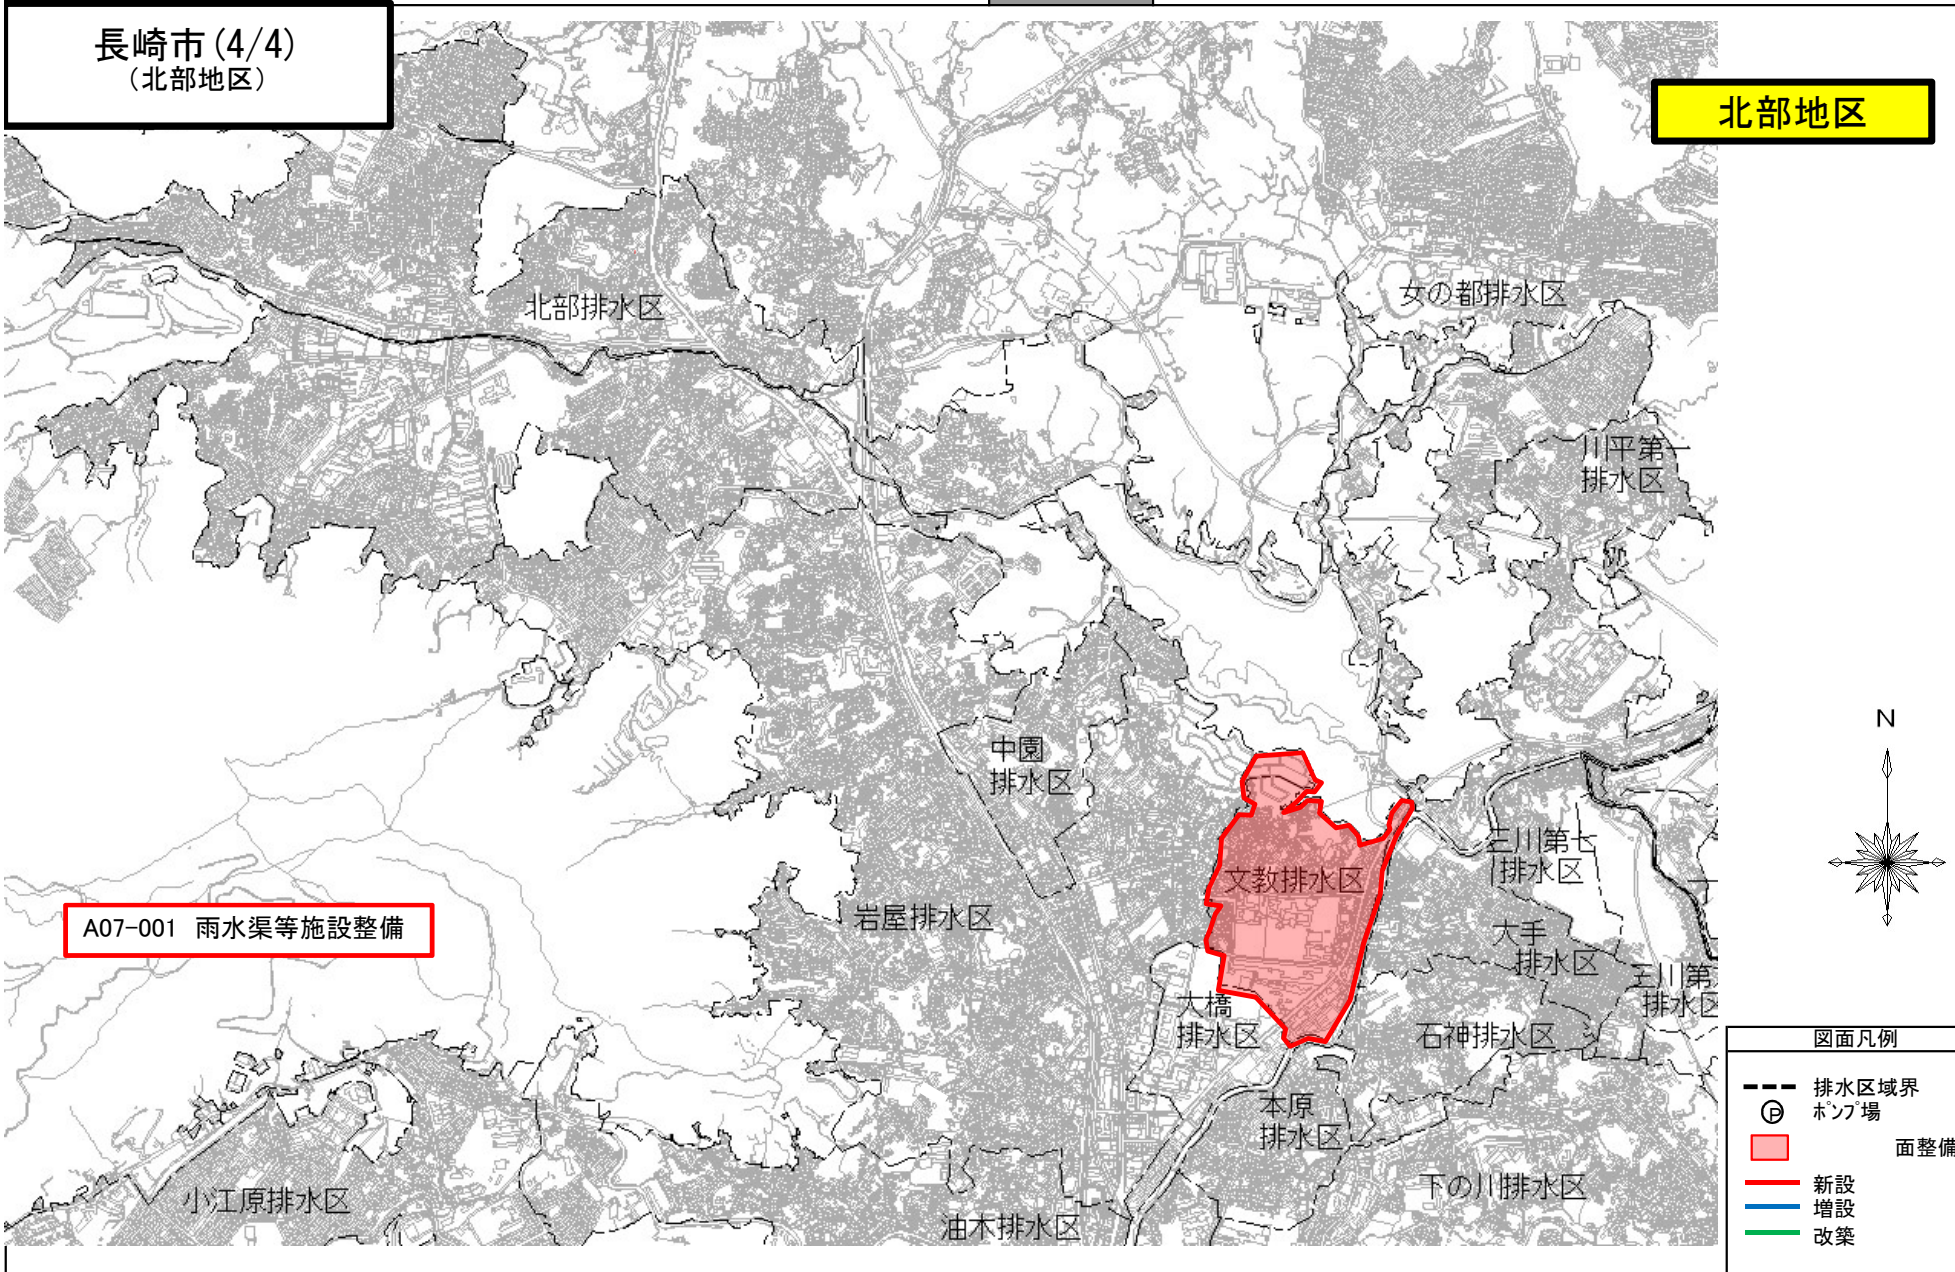 長崎市(4/4)
(北部地区)
北部地区
北部排水区
女の都排水区
川平第一
排水区
中園
排水区
三川第七
排水区
文教排水区
岩屋排水区
A07-001 雨水渠等施設整備
大手
排水区
三川第
排水区
大橋
排水区
石神排水区
本原
排水区
小江原排水区
下の川排水区
油木排水区
N
図面凡例
排水区域界
P
ポンプ場
面整備
新設
増設
改築